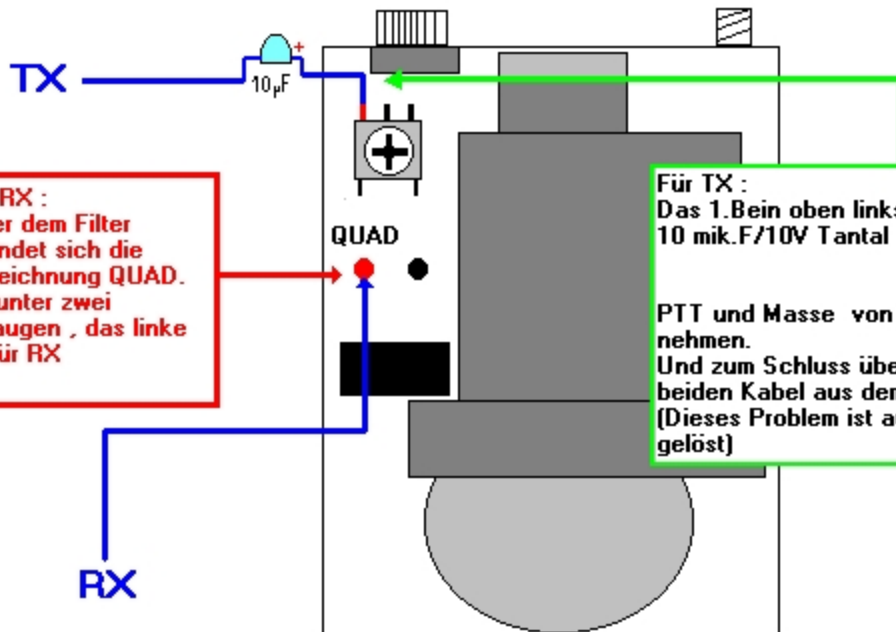 TX
+
10µF
RX :
er dem Filter
ndet sich die
eichnung QUAD.
unter zwei
augen , das linke
ür RX
QUAD
Für TX :
Das 1.Bein oben links
10 mik.F/10V Tantal
PTT und Masse von
nehmen.
Und zum Schluss übe
beiden Kabel aus der
(Dieses Problem ist a
gelöst)
RX